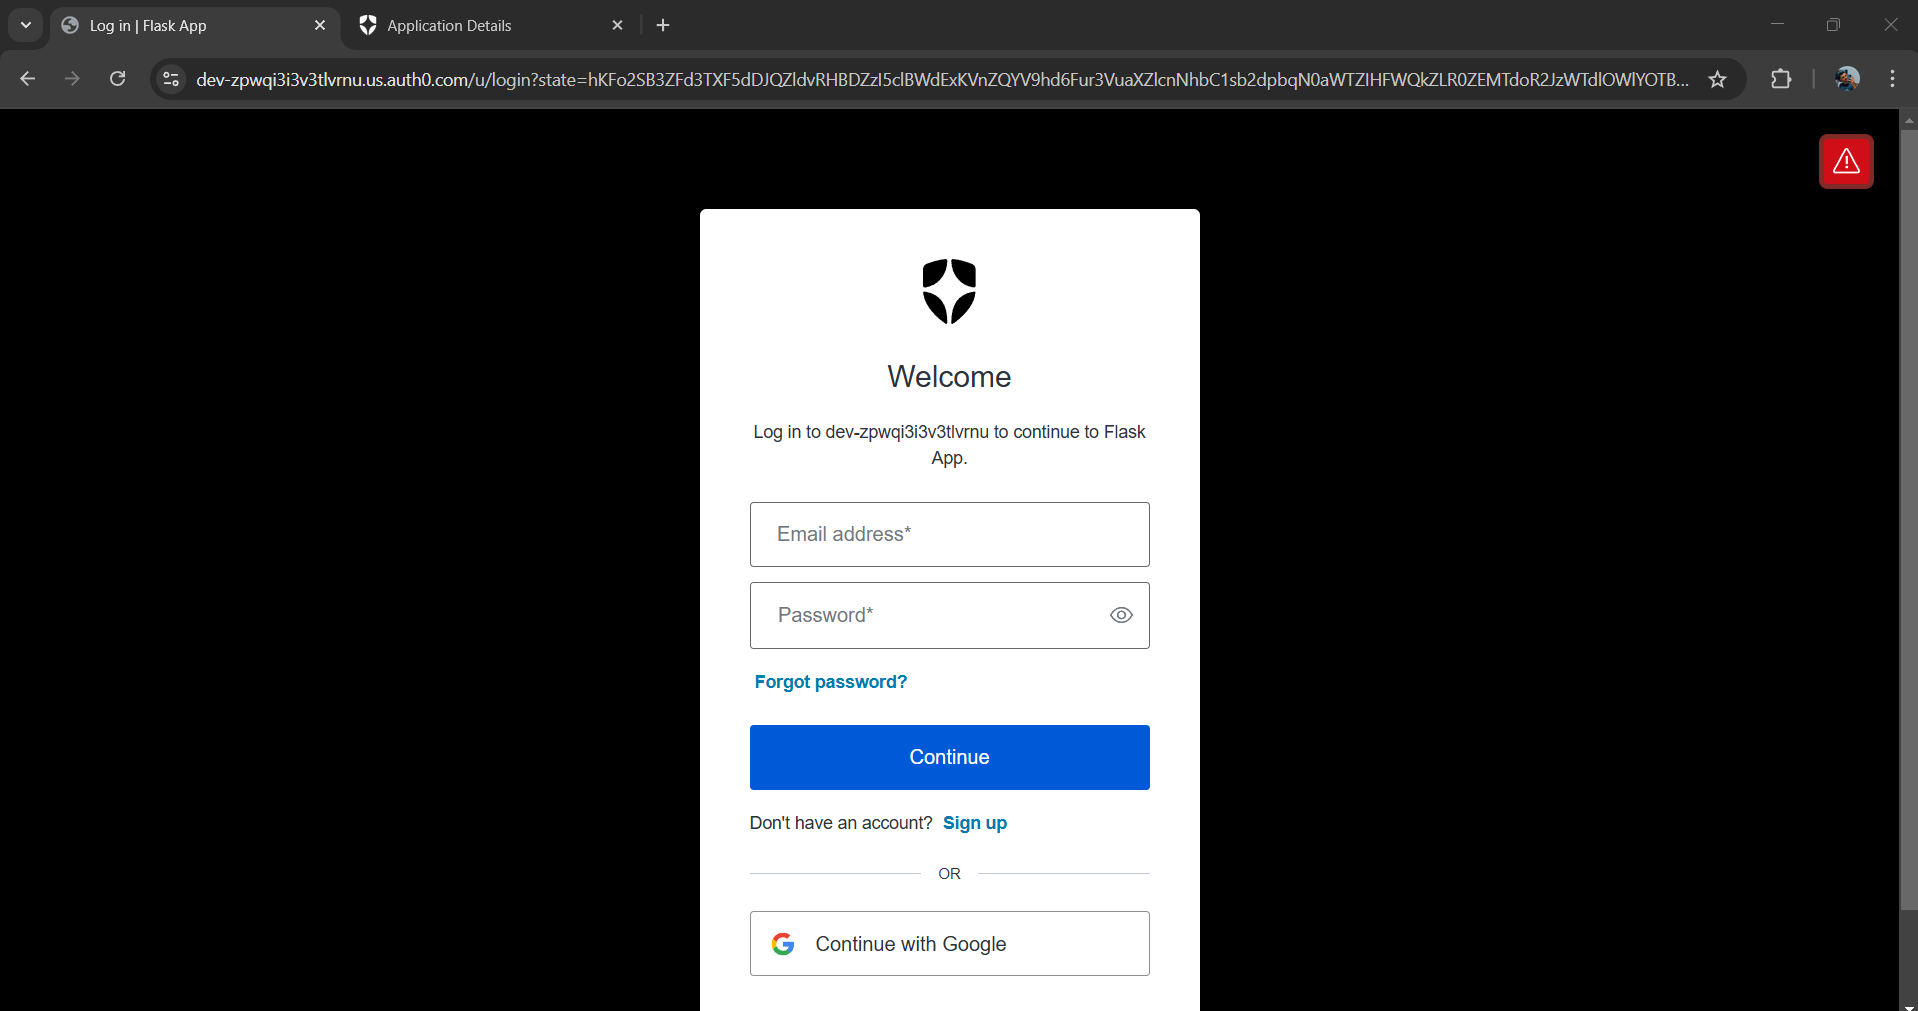 Log in | Flask App
Application Details
dev-zpwqi3i3v3tlvrnu.us.auth0.com/u/login?state=hKFo2SB3ZFd3TXF5dDJQZldvRHBDZzI5clBWdExKVnZQYV9hd6Fur3VuaXZlcnNhbC1sb2dpbqN0aWTZIHFWQkZLR0ZEMTdoR2JzWTdlOWlYOTB...
Welcome
Log in to dev-zpwqi3i3v3tlvrnu to continue to Flask
App.
Email address*
Password*
Forgot password?
Continue
Don't have an account? Sign up
OR
Continue with Google